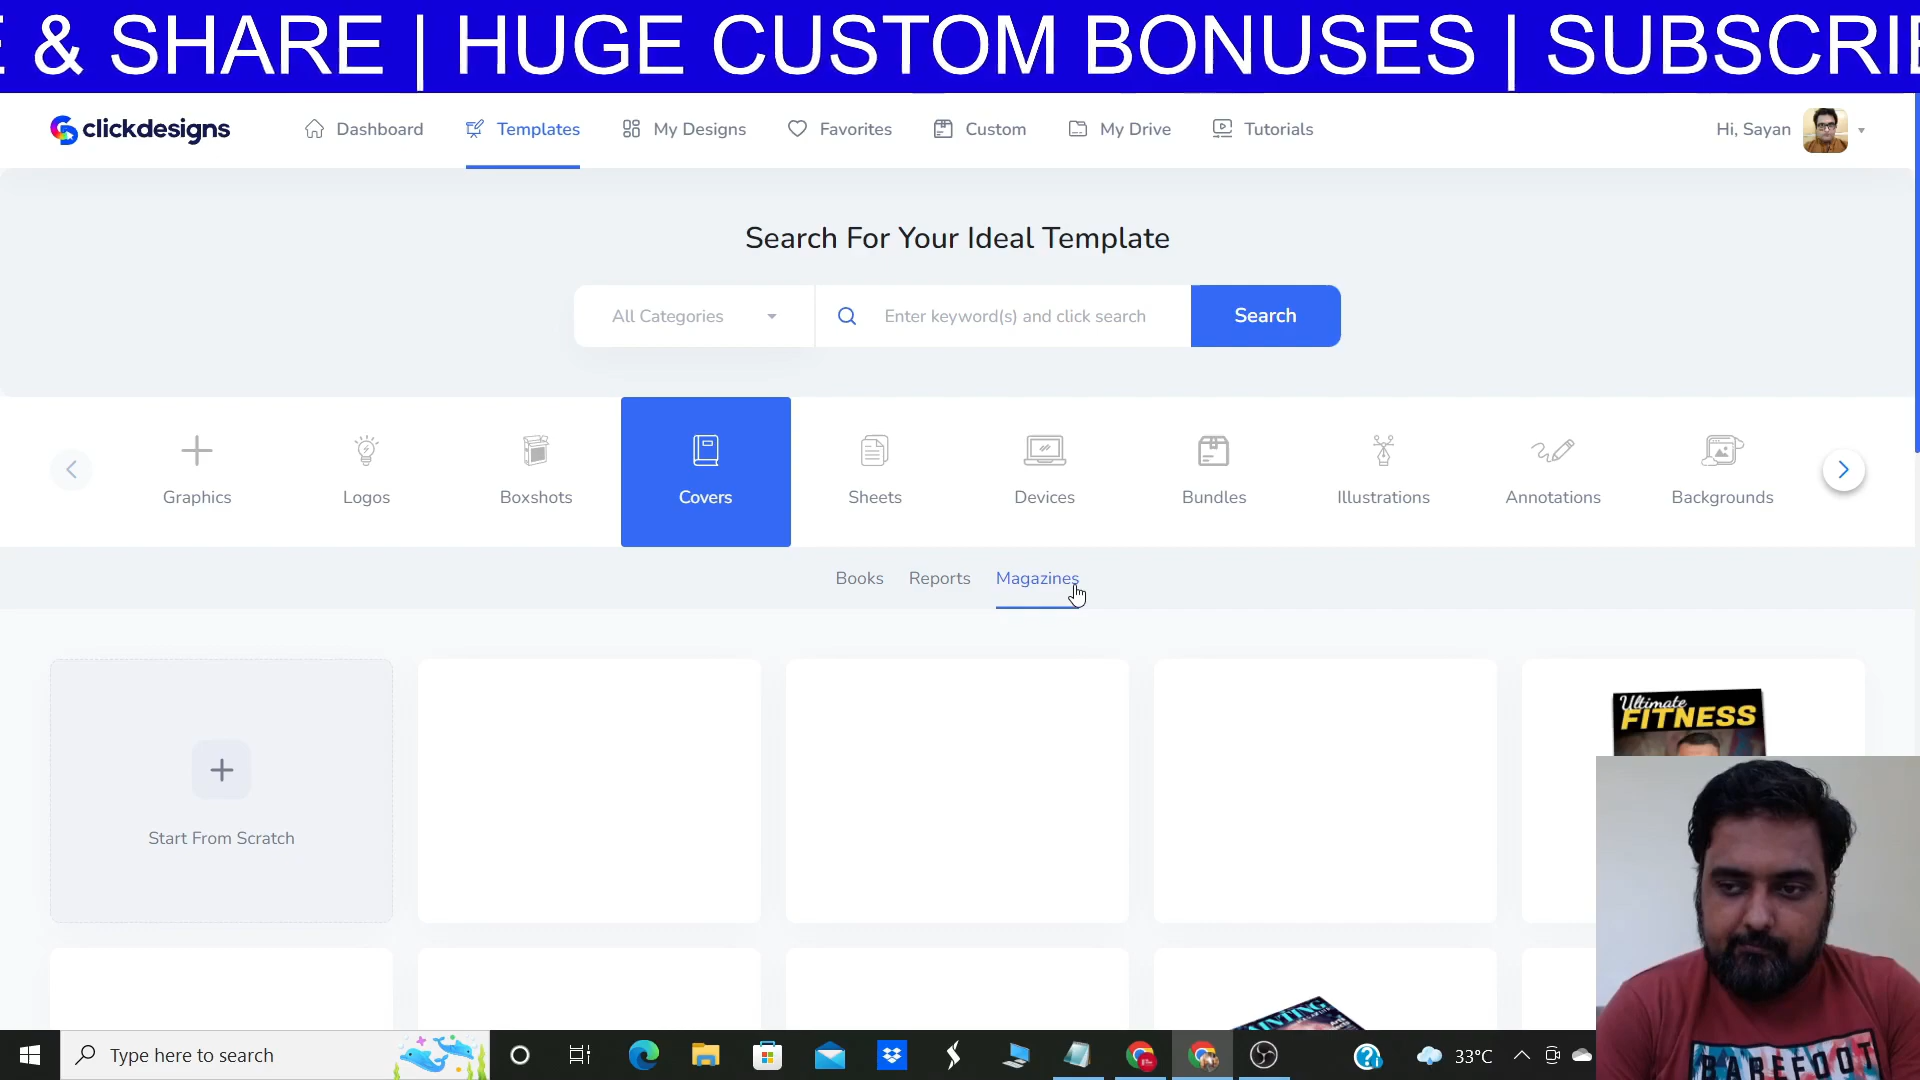 & SHARE | HUGE CUSTOM BONUSES | SUBSCRI
clickdesigns
Dashboard
Templates
My Designs
Favorites
Custom
My Drive
Tutorials
Hi, Sayan
Search For Your Ideal Template
All Categories
Enter keyword(s) and click search
Search
Graphics
Logos
Boxshots
Covers
Sheets
Devices
Bundles
Illustrations
Annotations
Backgrounds
Books
Reports
Magazines
Start From Scratch
Ultimate
FITNESS
Type here to search
33°C
BAREFOOT